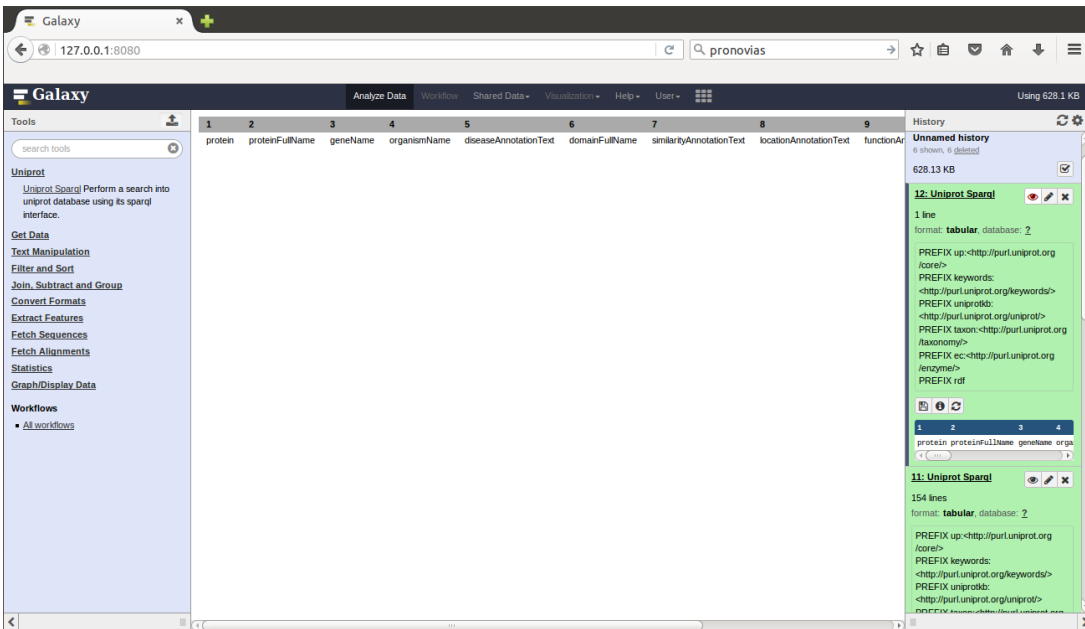 Galaxy
127.0.0.1:8080
pronovias
Galaxy
Analyze Data Workflow Shared Data Visualization Help User
Using 628.1 KB
Tools
search tools
Uniprot
Uniprot Sparql Perform a search into
uniprot database using its sparql
interface.
Get Data
Text Manipulation
Filter and Sort
Join, Subtract and Group
Convert Formats
Extract Features
Fetch Sequences
Fetch Alignments
Statistics
Graph/Display Data
Workflows
All workflows
1 2 3 4 5 6 7 8 9
protein proteinFullName geneName organismName diseaseAnnotationText domainFullName similarityAnnotationText locationAnnotationText functionAr
History
Unnamed history
6 shown, 6 deleted
628.13 KB
12: Uniprot Sparql
1 line
format: tabular, database: ?
PREFIX up:<http://purl.uniprot.org
/core/>
PREFIX keywords:
<http://purl.uniprot.org/keywords/>
PREFIX uniprotkb:
<http://purl.uniprot.org/uniprot/>
PREFIX taxon:<http://purl.uniprot.org
/taxonomy/>
PREFIX ec:<http://purl.uniprot.org
/enzyme/>
PREFIX rdf
1 2 3 4
protein proteinFullName geneName orga
11: Uniprot Sparql
154 lines
format: tabular, database: ?
PREFIX up:<http://purl.uniprot.org
/core/>
PREFIX keywords:
<http://purl.uniprot.org/keywords/>
PREFIX uniprotkb:
<http://purl.uniprot.org/uniprot/>
PREFIX taxon:<http://purl.uniprot.org